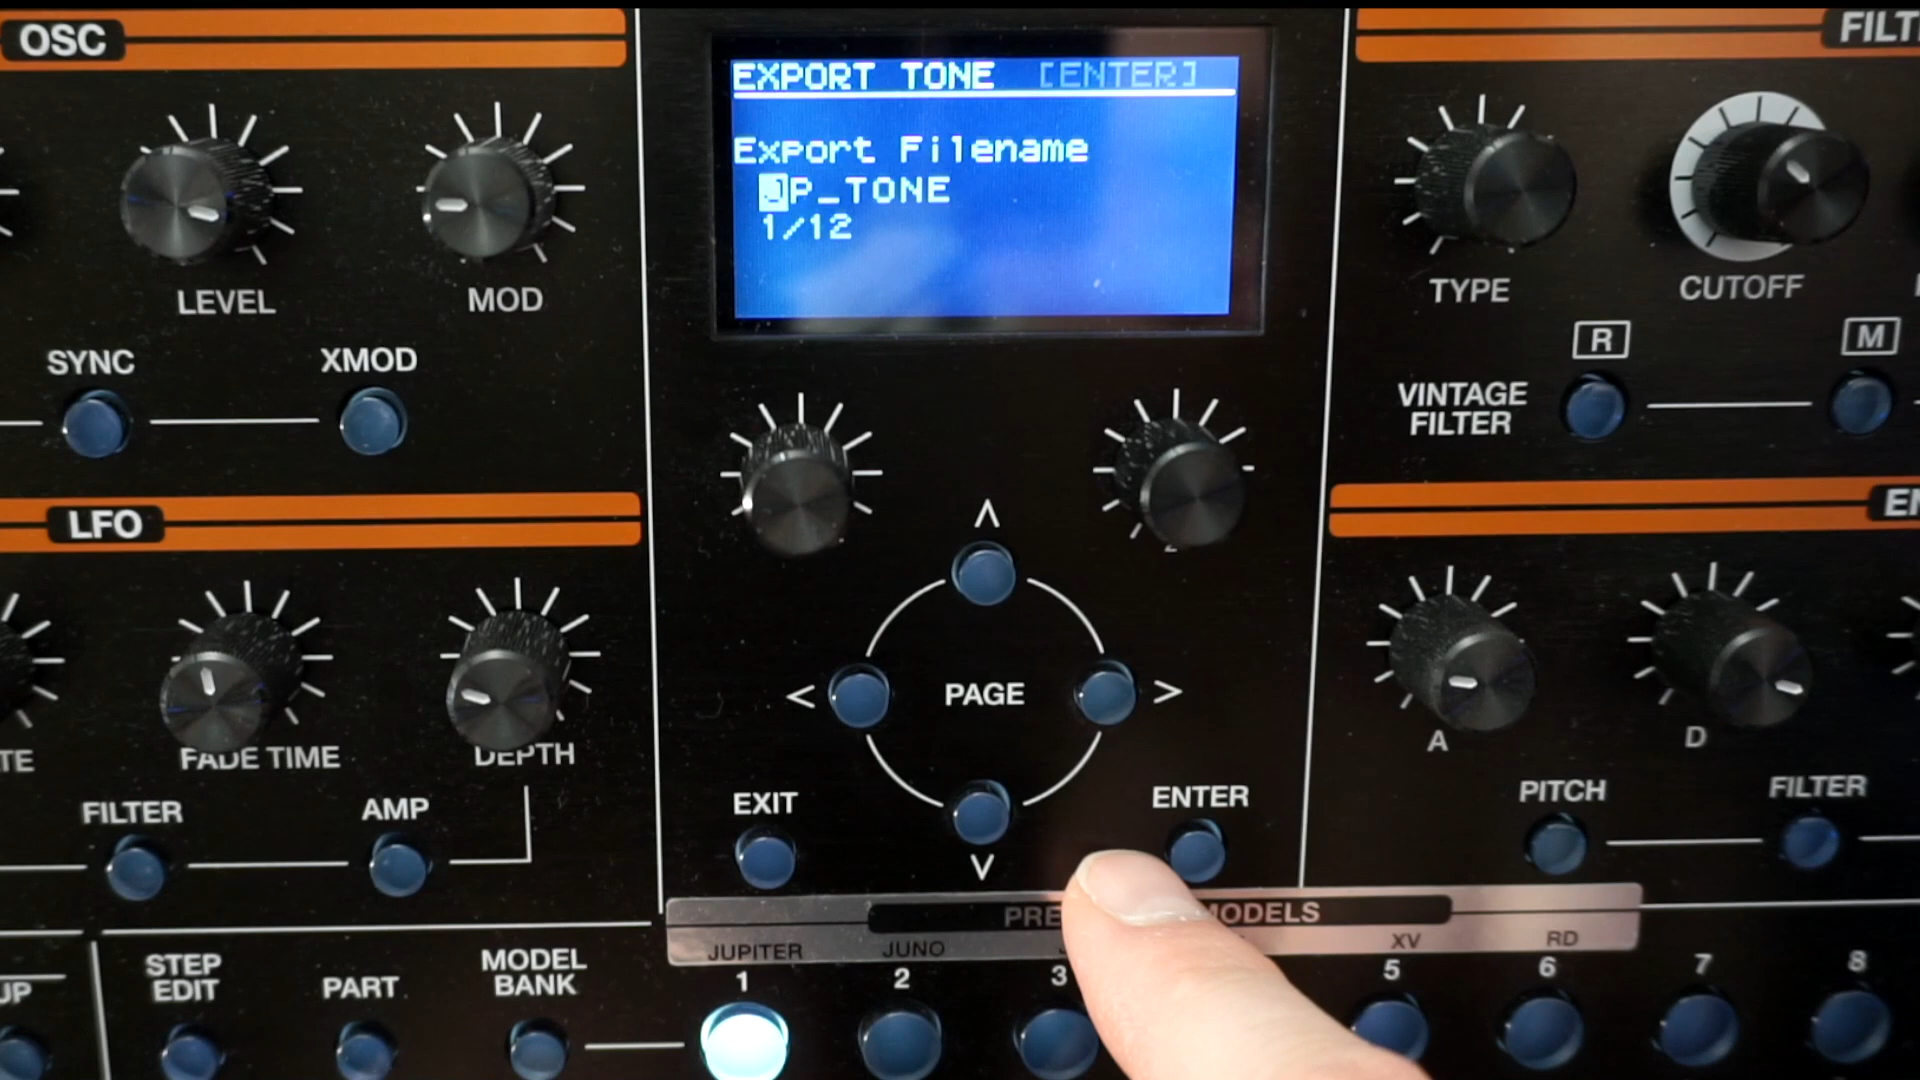 OSC
EXPORT TONE [ENTER]
Export Filename
JP_TONE
1/12
LEVEL
MOD
TYPE
CUTOFF
SYNC
XMOD
R
M
VINTAGE
FILTER
LFO
PAGE
FADE TIME
DEPTH
A
D
FILTER
AMP
EXIT
ENTER
PITCH
FILTER
MODELS
JUPITER
JUNO
XV
RD
STEP
EDIT
PART
MODEL
BANK
1
2
3
5
6
7
8